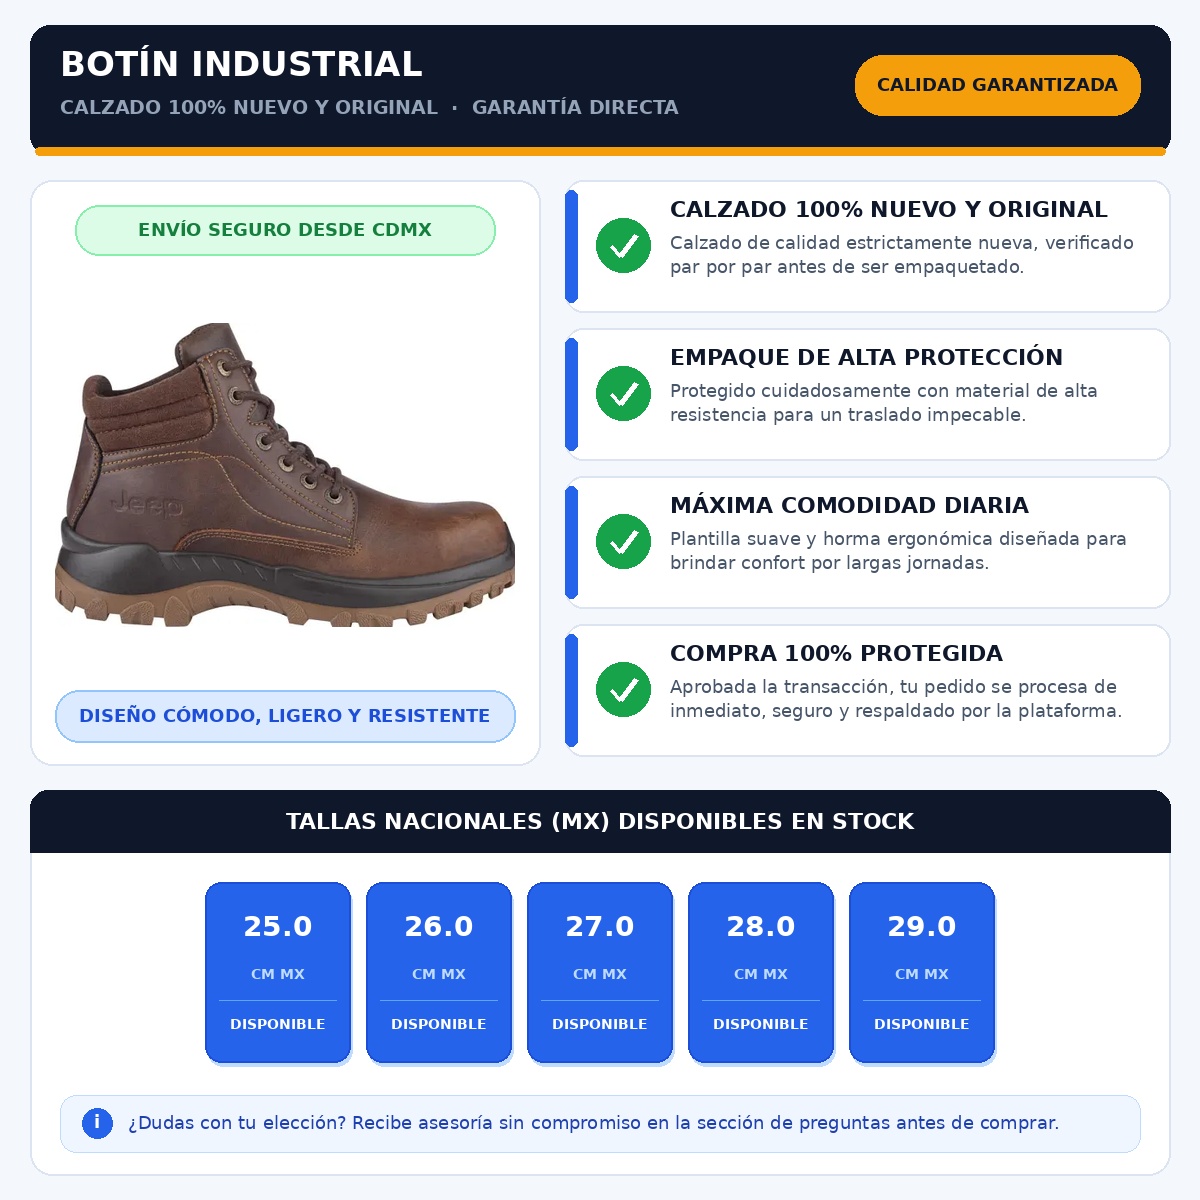 BOTÍN INDUSTRIAL
CALZADO 100% NUEVO Y ORIGINAL · GARANTÍA DIRECTA
CALIDAD GARANTIZADA
ENVÍO SEGURO DESDE CDMX
Jeep
DISEÑO CÓMODO, LIGERO Y RESISTENTE
CALZADO 100% NUEVO Y ORIGINAL
Calzado de calidad estrictamente nueva, verificado
par por par antes de ser empaquetado.
EMPAQUE DE ALTA PROTECCIÓN
Protegido cuidadosamente con material de alta
resistencia para un traslado impecable.
MÁXIMA COMODIDAD DIARIA
Plantilla suave y horma ergonómica diseñada para
brindar confort por largas jornadas.
COMPRA 100% PROTEGIDA
Aprobada la transacción, tu pedido se procesa de
inmediato, seguro y respaldado por la plataforma.
TALLAS NACIONALES (MX) DISPONIBLES EN STOCK
25.0 26.0 27.0 28.0 29.0
CM MX CM MX CM MX CM MX CM MX
DISPONIBLE DISPONIBLE DISPONIBLE DISPONIBLE DISPONIBLE
i ¿Dudas con tu elección? Recibe asesoría sin compromiso en la sección de preguntas antes de comprar.